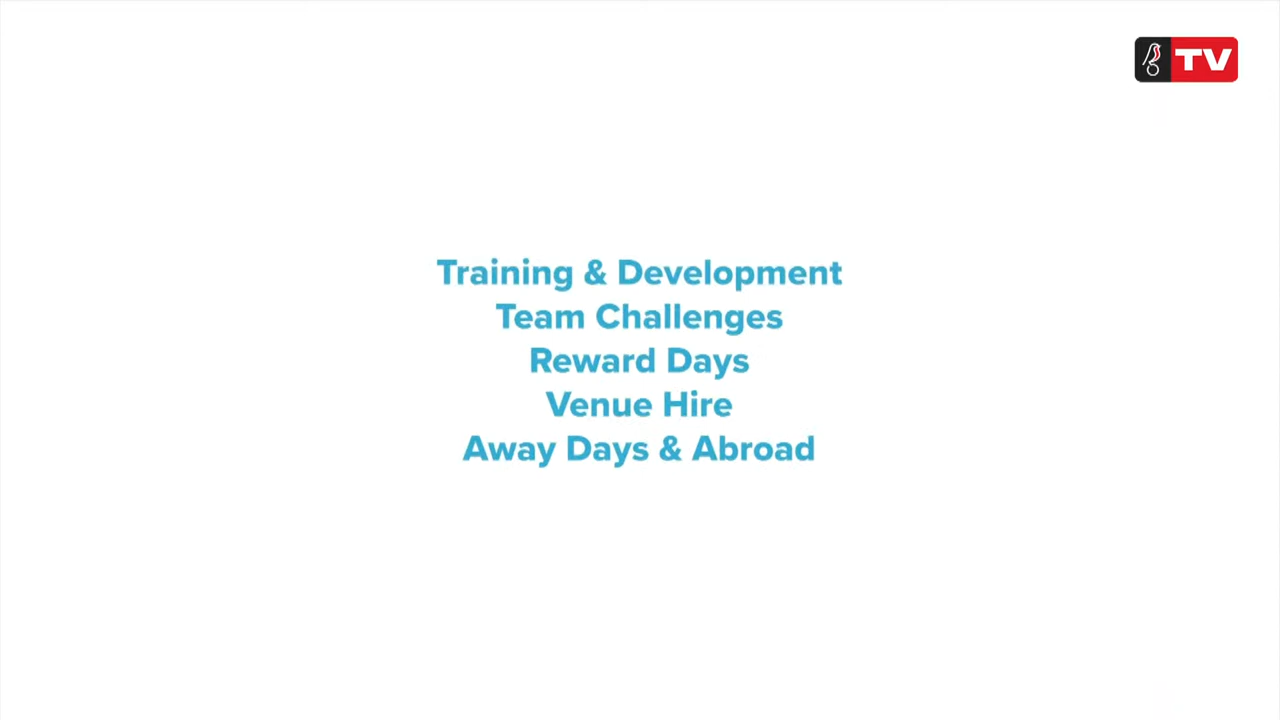 TV
Training & Development
Team Challenges
Reward Days
Venue Hire
Away Days & Abroad